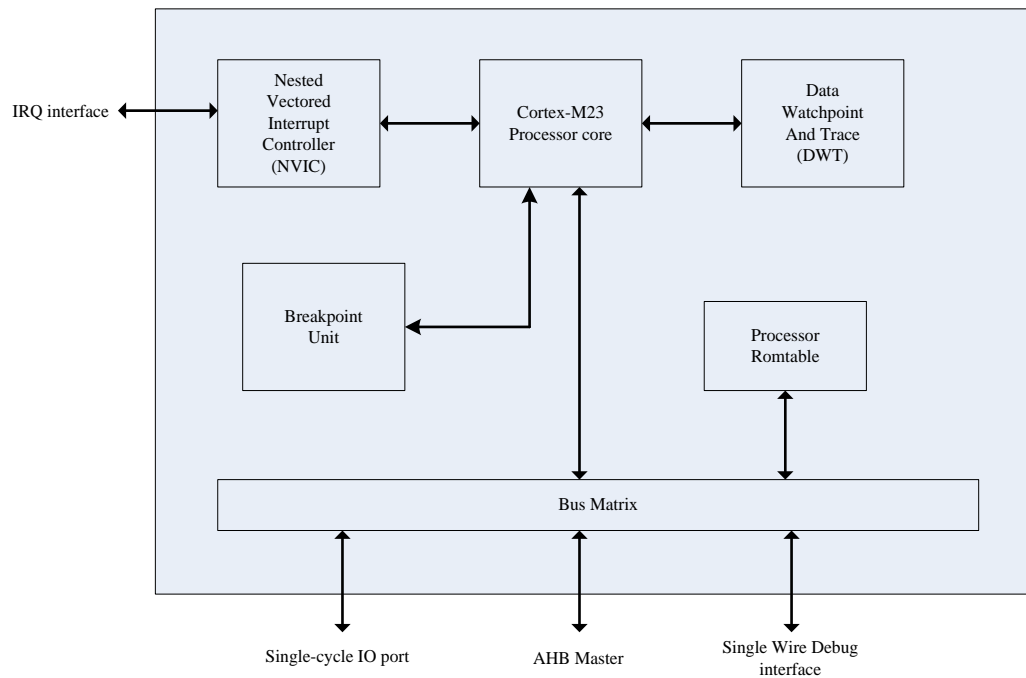 IRQ interface
Nested
Vectored
Interrupt
Controller
(NVIC)
Cortex-M23
Processor core
Data
Watchpoint
And Trace
(DWT)
Breakpoint
Unit
Processor
Romtable
Bus Matrix
Single-cycle IO port
AHB Master
Single Wire Debug
interface